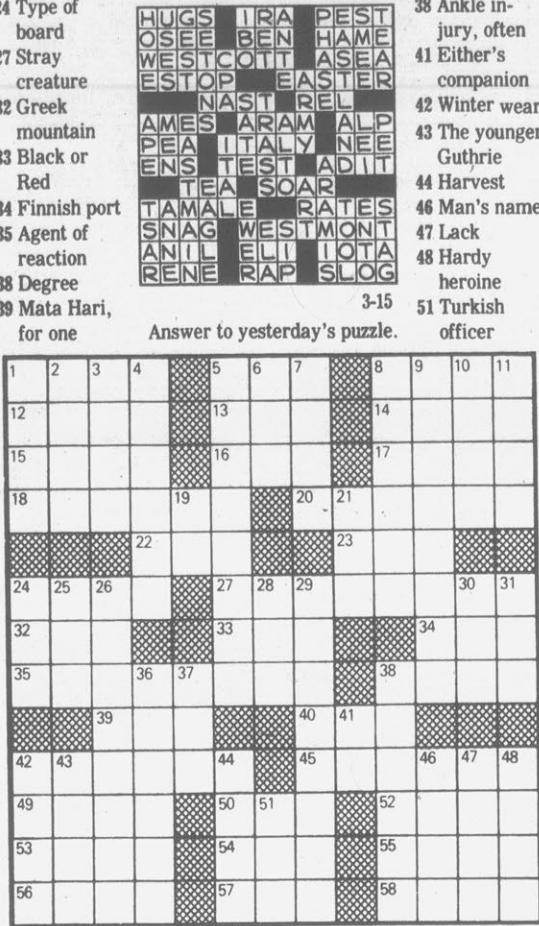 24 Type of
board
27 Stray
creature
32 Greek
mountain
33 Black or
Red
34 Finnish port
35 Agent of
reaction
38 Degree
39 Mata Hari,
for one
HUGS IRA PEST
OSEE BEN HAME
WESTCOTT ASEA
ESTOP EASTER
NAST REL
AMES ARAM ALP
PEA ITALY NEE
ENS TEST ADIT
TEA SOAR
TAMALE RATES
SNAG WESTMONT
ANIL ELI IOTA
RENE RAP SLOG
3-15
Answer to yesterday's puzzle.
38 Ankle in-
jury, often
41 Either's
companion
42 Winter wear
43 The younger
Guthrie
44 Harvest
46 Man's name
47 Lack
48 Hardy
heroine
51 Turkish
officer
1 2 3 4 5 6 7 8 9 10 11
12 13 14
15 16 17
18 19 20 21
22 23
24 25 26 27 28 29 30 31
32 33 34
35 36 37 38
39 40 41
42 43 44 45 46 47 48
49 50 51 52
53 54 55
56 57 58